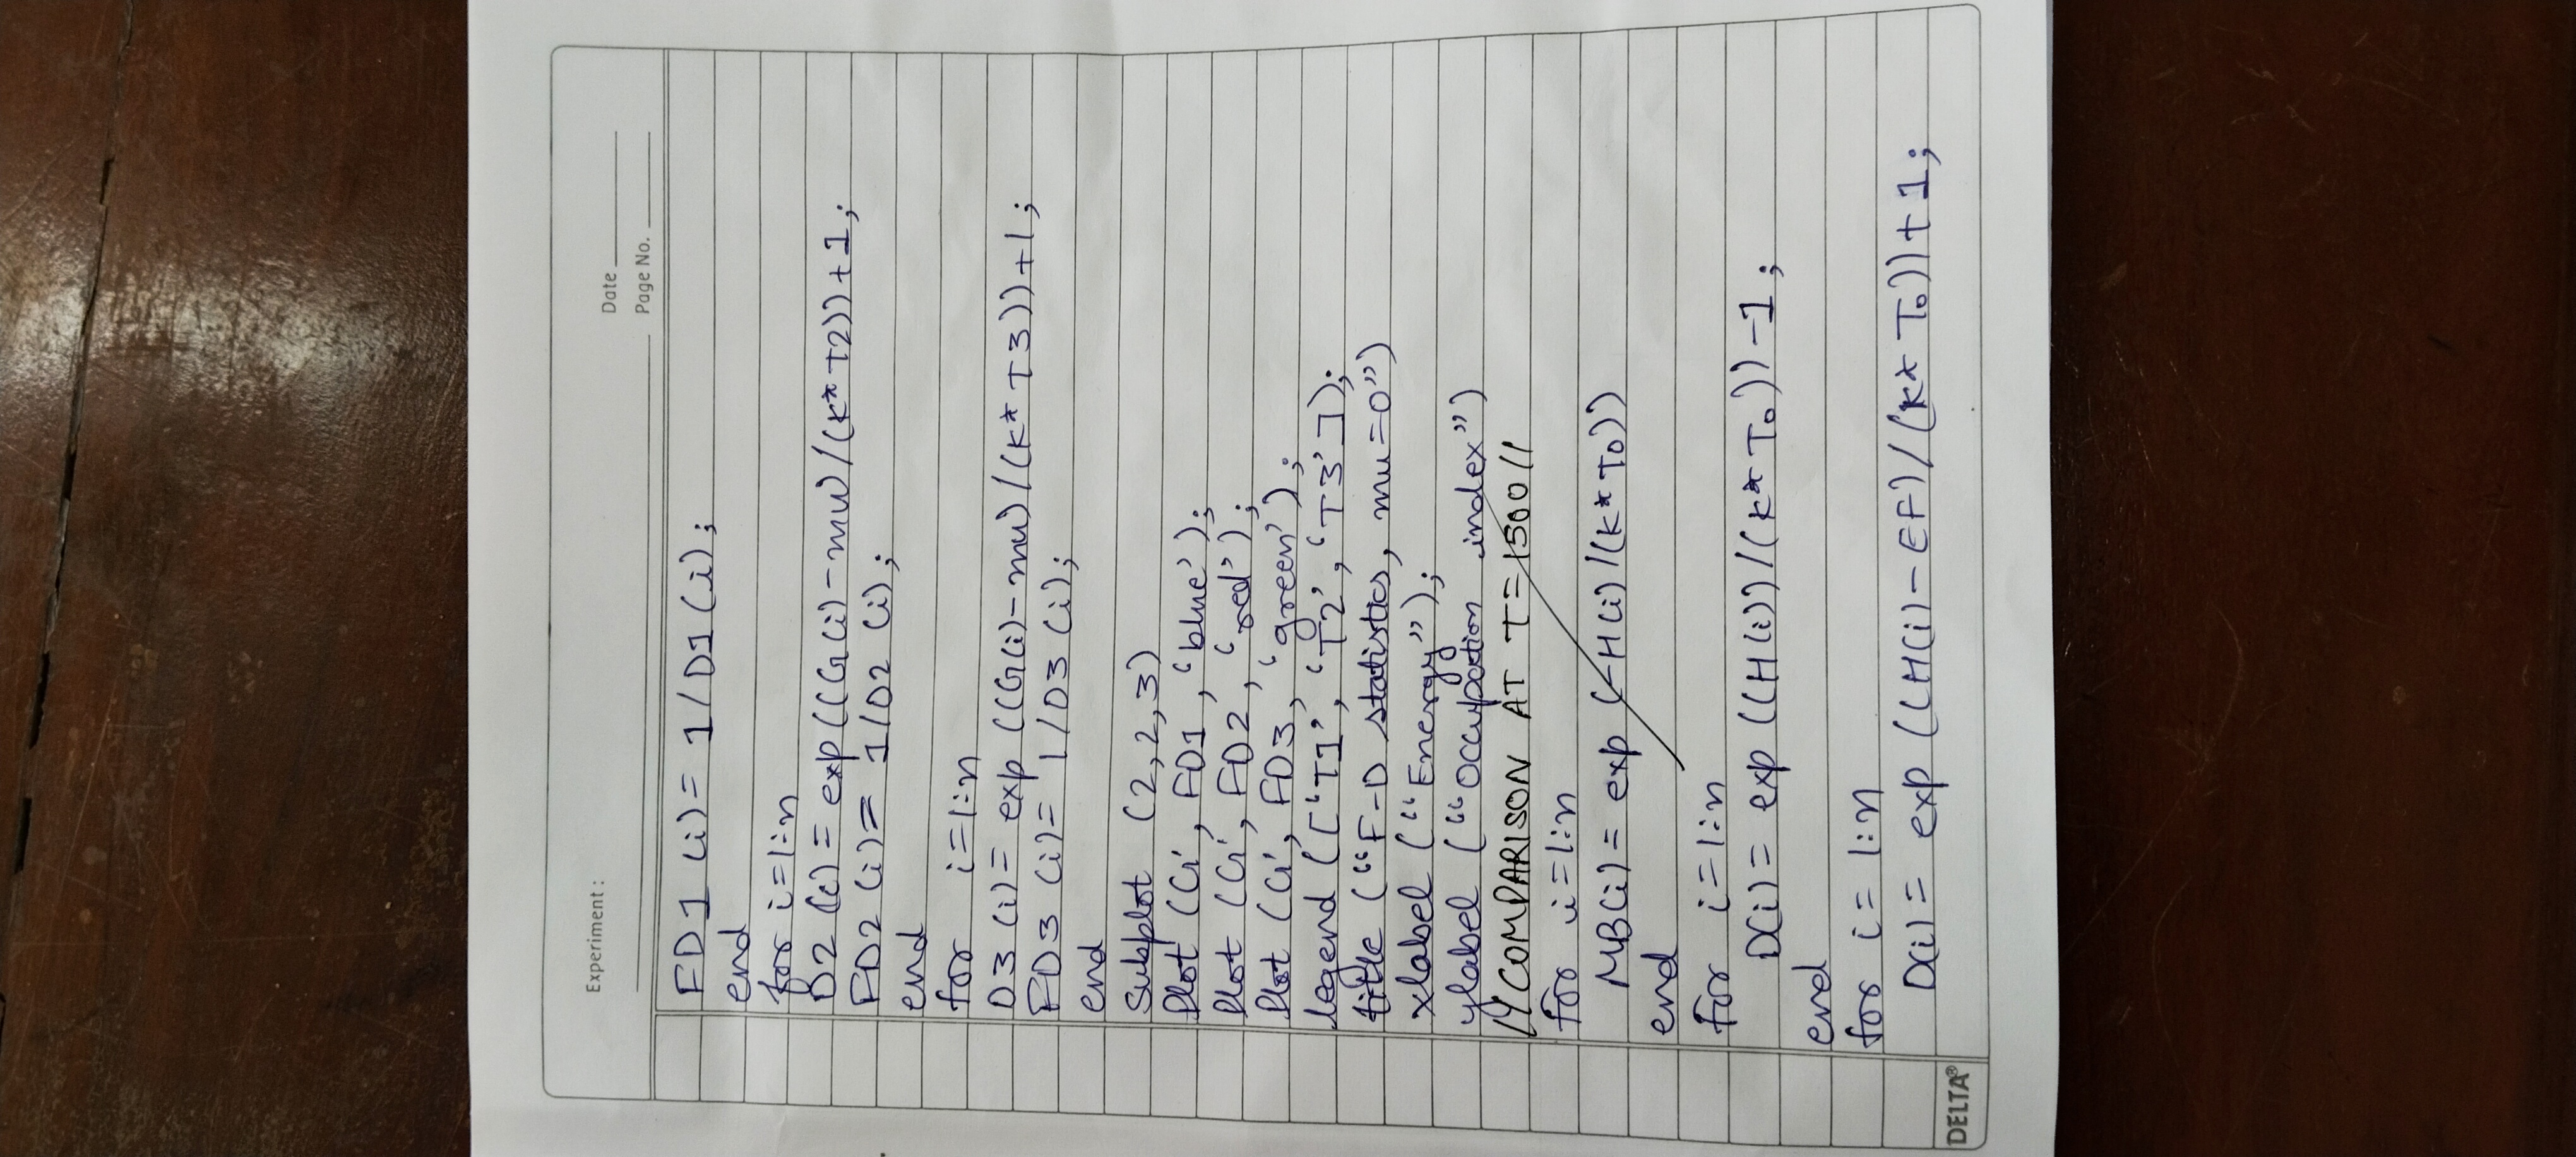 Experiment :
Date
Page No.
FD1 (i) = 1/D1(i);
end
for i=1:n
D2 (i) = exp((G(i)-mu)/(K*T2))+1;
FD2 (i) = 1/D2 (i);
end
for i=1:n
D3 (i) = exp ((G(i)-mu)/(K*T3))+1;
FD3 (i) = 1/D3 (i);
end
Subplot (2,2,3)
Plot (G', FD1, 'blue');
Plot (G', FD2, 'red');
Plot (G', FD3, 'green');
legend (['T1', 'T2', 'T3']);
title ("F-D statistics, mu=0")
xlabel ("Energy");
ylabel ("Occupation index")
// COMPARISON AT T=1500//
for i=1:n
MB(i) = exp (-H(i)/(K*T0))
end
for i=1:n
D(i) = exp ((H(i))/(K*T0))-1;
end
for i = 1:n
D(i) = exp ((H(i)-EF)/(K*T0))+1;
DELTA®